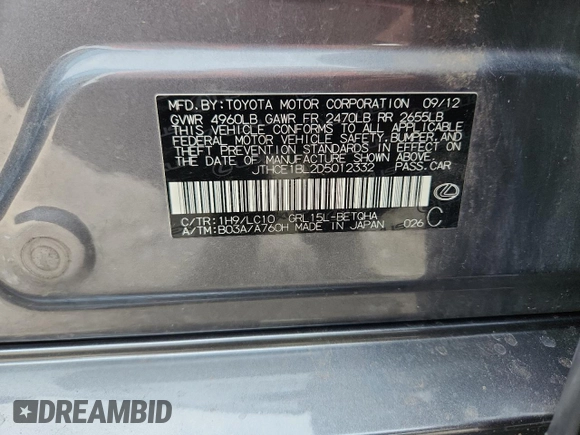 MFD.BY:TOYOTA MOTOR CORPORATION 09/12
GVWR 4960LB GAWR FR 2470LB RR 2655LB
THIS VEHICLE CONFORMS TO ALL APPLICABLE
FEDERAL MOTOR VEHICLE SAFETY,BUMPER,AND
THEFT PREVENTION STANDARDS IN EFFECT ON
THE DATE OF MANUFACTURE SHOWN ABOVE.
JTHCE1BL2D5012332 PASS.CAR
C/TR:1H9/LC10 GRL15L-BETQHA
A/TM:B03A/A760H MADE IN JAPAN 026 C
DREAMBID